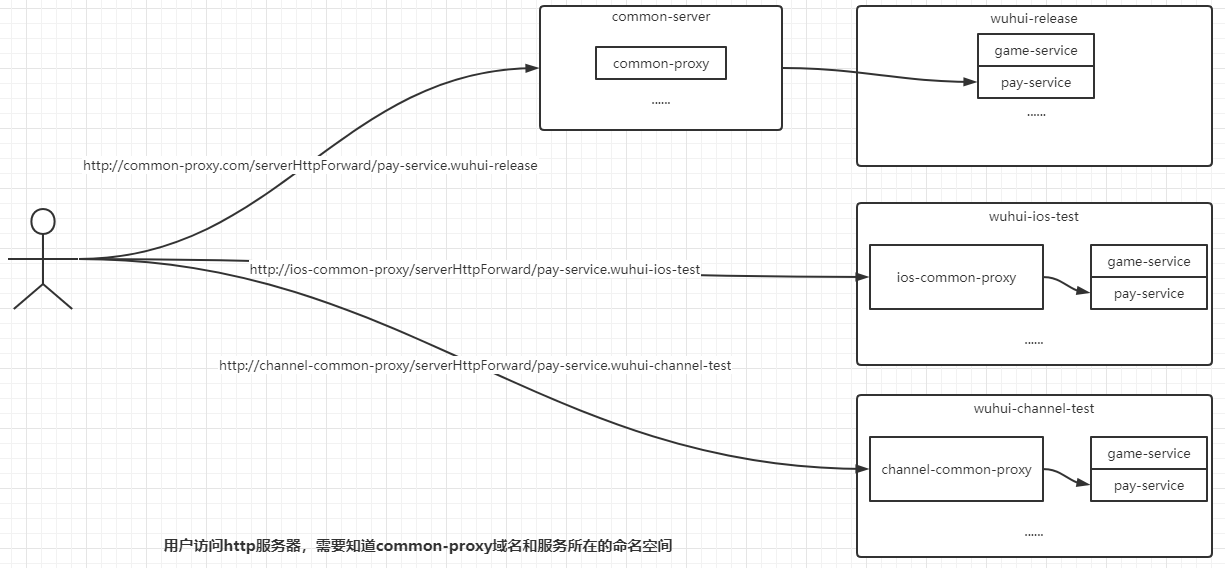 common-server
common-proxy
......
wuhui-release
game-service
pay-service
......
http://common-proxy.com/serverHttpForward/pay-service.wuhui-release
wuhui-ios-test
http://ios-common-proxy/serverHttpForward/pay-service.wuhui-ios-test
ios-common-proxy
game-service
pay-service
......
http://channel-common-proxy/serverHttpForward/pay-service.wuhui-channel-test
wuhui-channel-test
channel-common-proxy
game-service
pay-service
......
用户访问http服务器，需要知道common-proxy域名和服务所在的命名空间